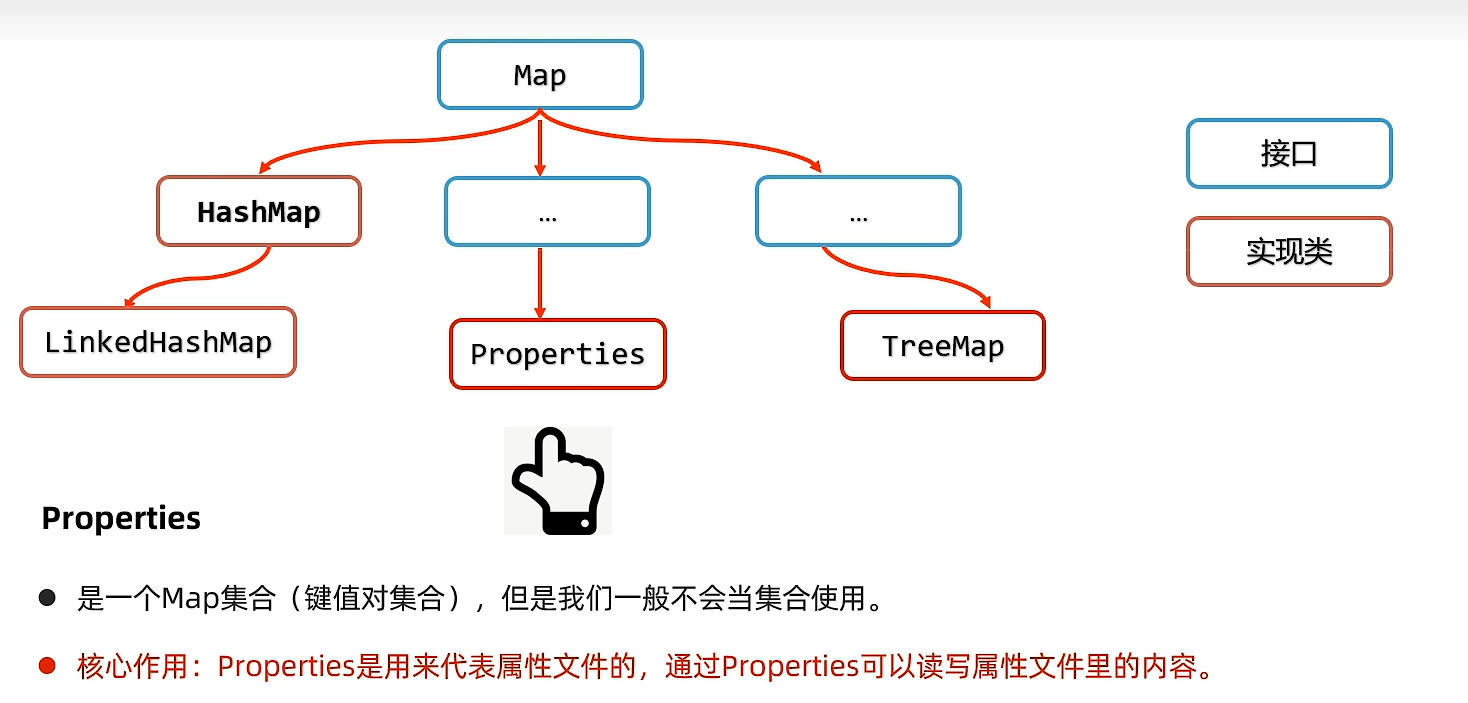 Map
接口
HashMap
...
...
实现类
LinkedHashMap
Properties
TreeMap
Properties
是一个Map集合（键值对集合），但是我们一般不会当集合使用。
核心作用：Properties是用来代表属性文件的，通过Properties可以读写属性文件里的内容。